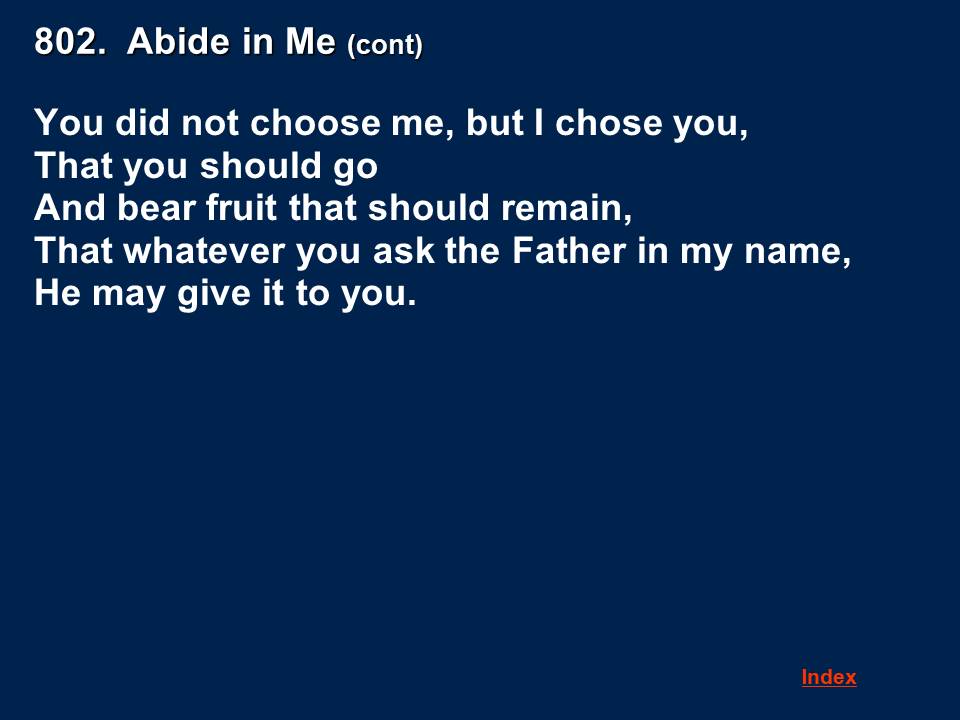 802. Abide in Me (cont)
You did not choose me, but I chose you,
That you should go
And bear fruit that should remain,
That whatever you ask the Father in my name,
He may give it to you.
Index